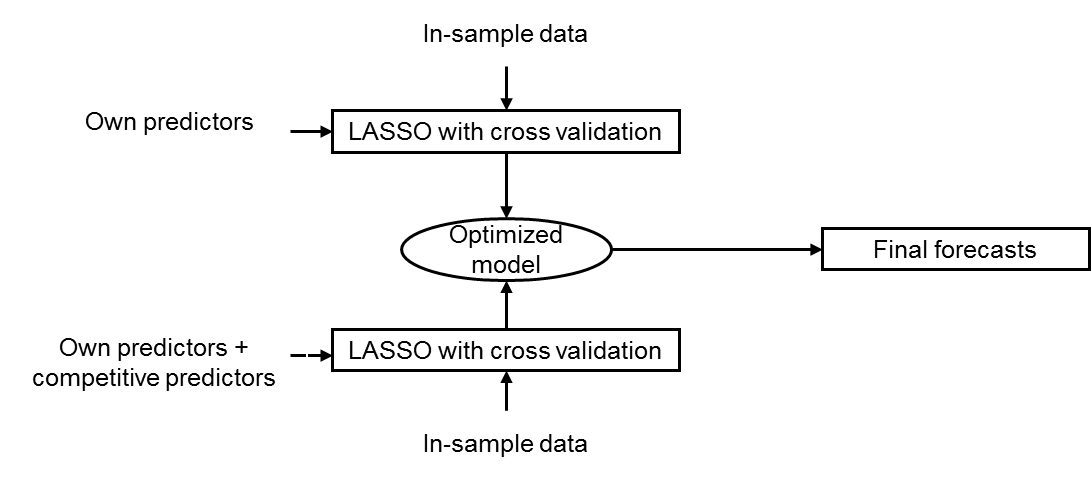 In-sample data
Own predictors
LASSO with cross validation
Optimized
model
Final forecasts
LASSO with cross validation
Own predictors +
competitive predictors
In-sample data